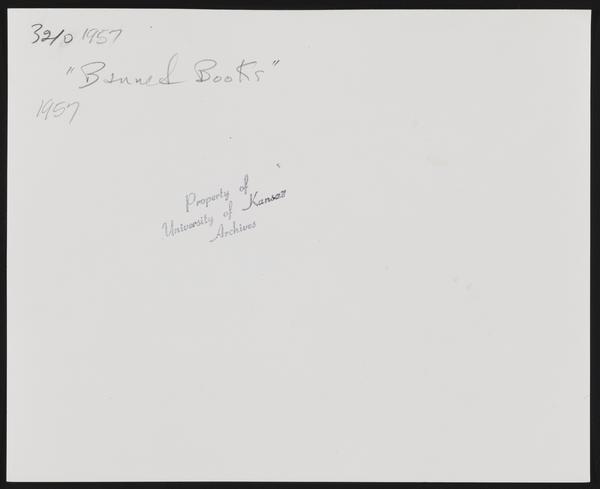 32/0 1957
"Banned Books"
1957
Property of
University of Kansas
Archives